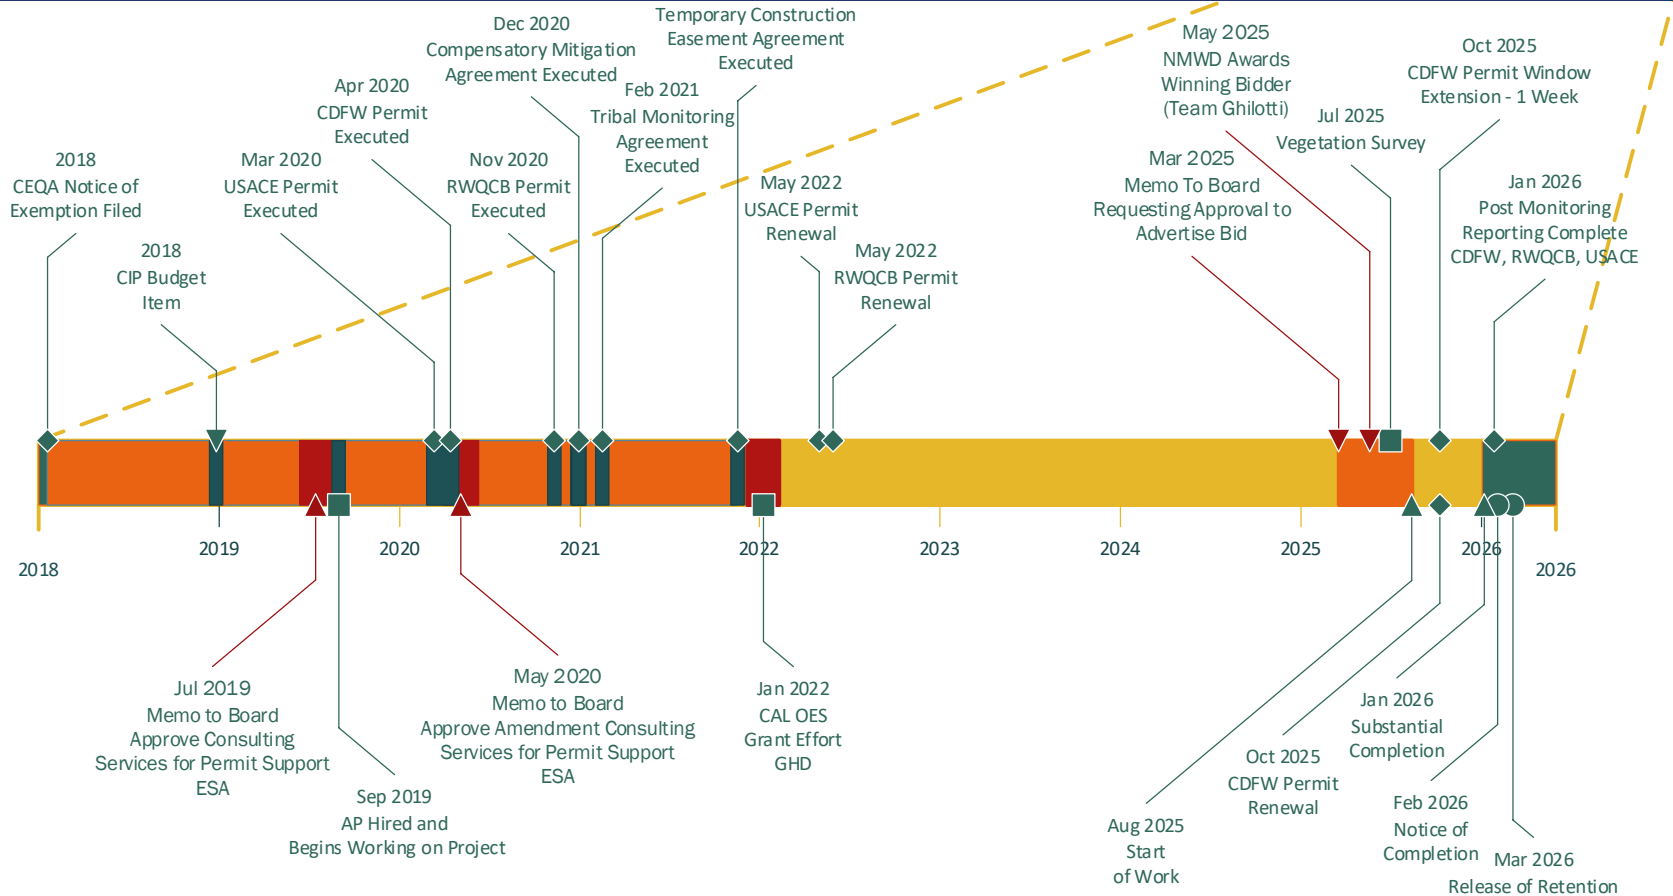 2018
CEQA Notice of
Exemption Filed
2018
CIP Budget
Item
Mar 2020
USACE Permit
Executed
Apr 2020
CDFW Permit
Executed
Dec 2020
Compensatory Mitigation
Agreement Executed
Nov 2020
RWQCB Permit
Executed
Feb 2021
Tribal Monitoring
Agreement
Executed
Temporary Construction
Easement Agreement
Executed
May 2022
USACE Permit
Renewal
May 2022
RWQCB Permit
Renewal
May 2025
NMWD Awards
Winning Bidder
(Team Ghilotti)
Mar 2025
Memo To Board
Requesting Approval to
Advertise Bid
Jul 2025
Vegetation Survey
Oct 2025
CDFW Permit Window
Extension - 1 Week
Jan 2026
Post Monitoring
Reporting Complete
CDFW, RWQCB, USACE
2018
2019
2020
2021
2022
2023
2024
2025
2026
2026
Jul 2019
Memo to Board
Approve Consulting
Services for Permit Support
ESA
Sep 2019
AP Hired and
Begins Working on Project
May 2020
Memo to Board
Approve Amendment Consulting
Services for Permit Support
ESA
Jan 2022
CAL OES
Grant Effort
GHD
Aug 2025
Start
of Work
Oct 2025
CDFW Permit
Renewal
Jan 2026
Substantial
Completion
Feb 2026
Notice of
Completion
Mar 2026
Release of Retention